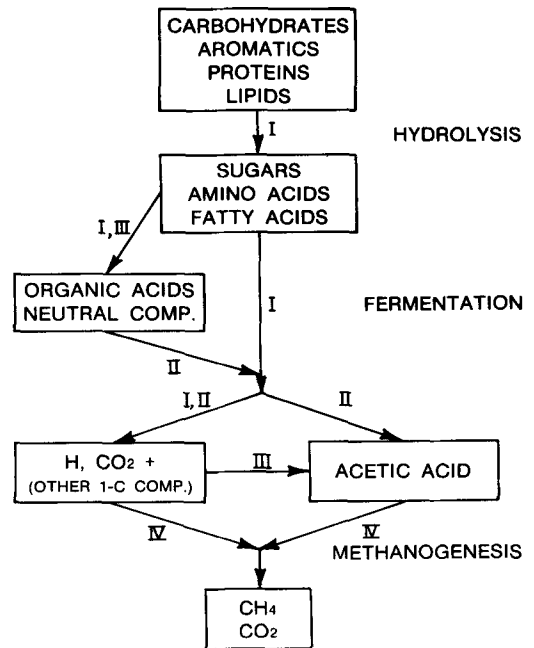 CARBOHYDRATES
AROMATICS
PROTEINS
LIPIDS
I
HYDROLYSIS
SUGARS
AMINO ACIDS
FATTY ACIDS
I, III
ORGANIC ACIDS
NEUTRAL COMP.
I
FERMENTATION
II
I, II
II
H, CO₂ +
(OTHER 1-C COMP.)
III
ACETIC ACID
IV
IV
METHANOGENESIS
CH₄
CO₂